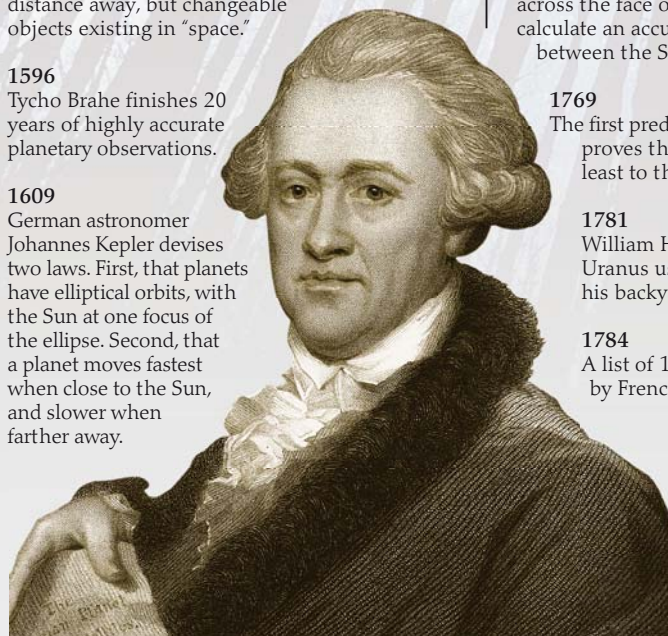 distance away, but changeable
objects existing in “space.”
1596
Tycho Brahe finishes 20
years of highly accurate
planetary observations.
1609
German astronomer
Johannes Kepler devises
two laws. First, that planets
have elliptical orbits, with
the Sun at one focus of
the ellipse. Second, that
a planet moves fastest
when close to the Sun,
and slower when
farther away.
across the face o
calculate an accu
between the S
1769
The first pred
proves th
least to th
1781
William H
Uranus u
his backy
1784
A list of 1
by Frenc
The
Planet